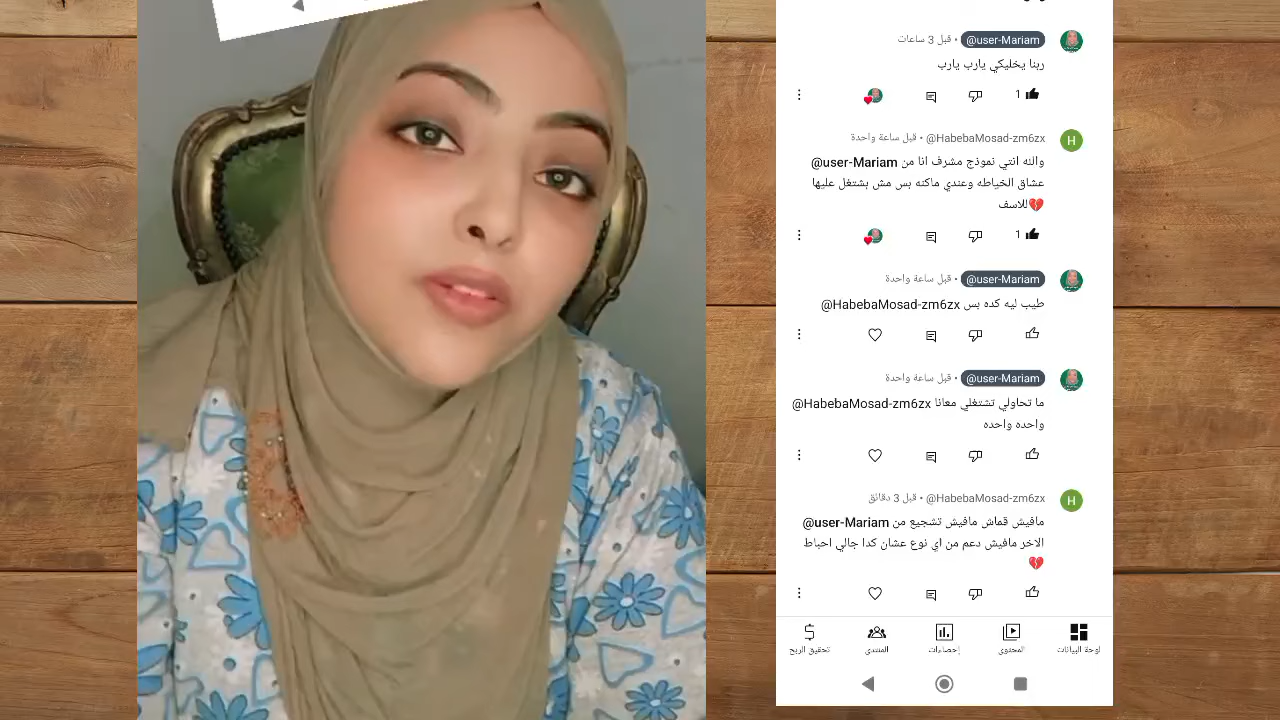 @user-Mariam • قبل 3 ساعات
ربنا يخليكي يارب يارب
1
@HabebaMosad-zm6zx • قبل ساعة واحدة
@user-Mariam والله انتي نموذج مشرف انا من
عشاق الخياطه وعندي ماكنه بس مش بشتغل عليها
للاسف💔
1
@user-Mariam • قبل ساعة واحدة
@HabebaMosad-zm6zx طيب ليه كده بس
@user-Mariam • قبل ساعة واحدة
@HabebaMosad-zm6zx ما تحاولي تشتغلي معانا
واحده واحده
H
@HabebaMosad-zm6zx • قبل 3 دقائق
@user-Mariam مافيش قماش مافيش تشجيع من
الاخر مافيش دعم من اي نوع عشان كدا جالي احباط
💔
لوحة البيانات
المحتوى
إحصاءات
المنتدى
تحقيق الربح